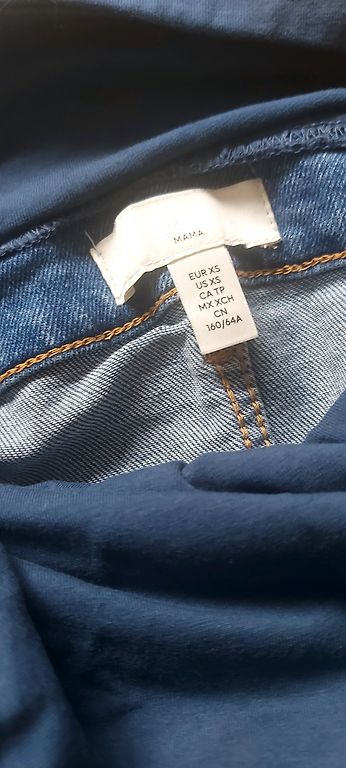 MAMA
EUR XS
US XS
CA TP
MX XCH
CN
160/64A